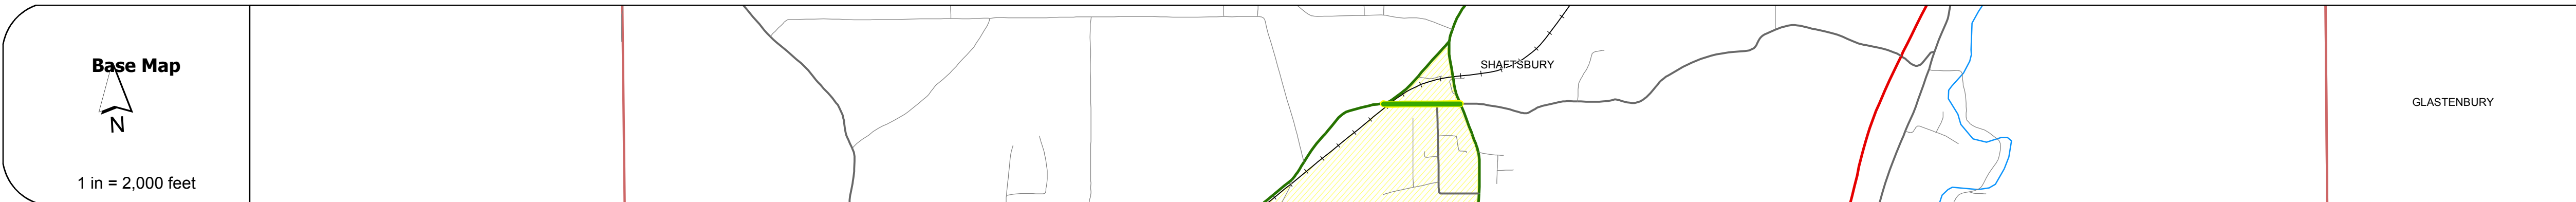 Base Map
N
1 in = 2,000 feet
SHAFTSBURY
GLASTENBURY